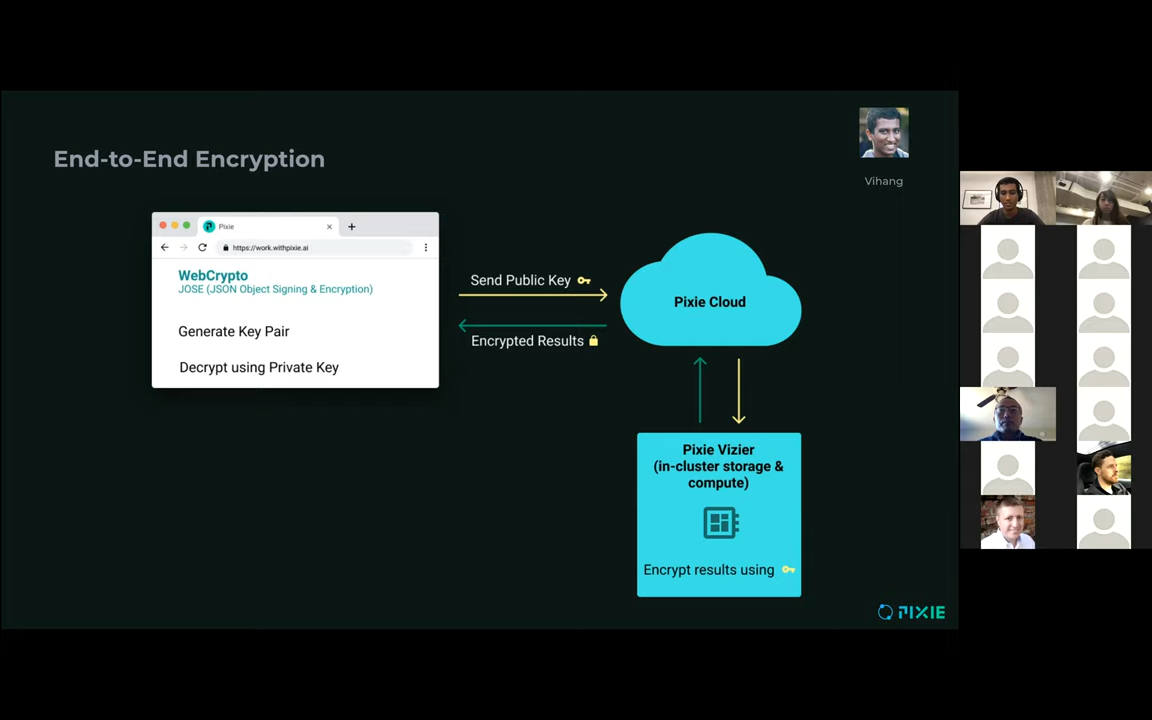 End-to-End Encryption
Vihang
Pixie
https://work.withpixie.ai
WebCrypto
JOSE (JSON Object Signing & Encryption)
Generate Key Pair
Decrypt using Private Key
Send Public Key
Encrypted Results
Pixie Cloud
Pixie Vizier
(in-cluster storage &
compute)
Encrypt results using
PIXIE